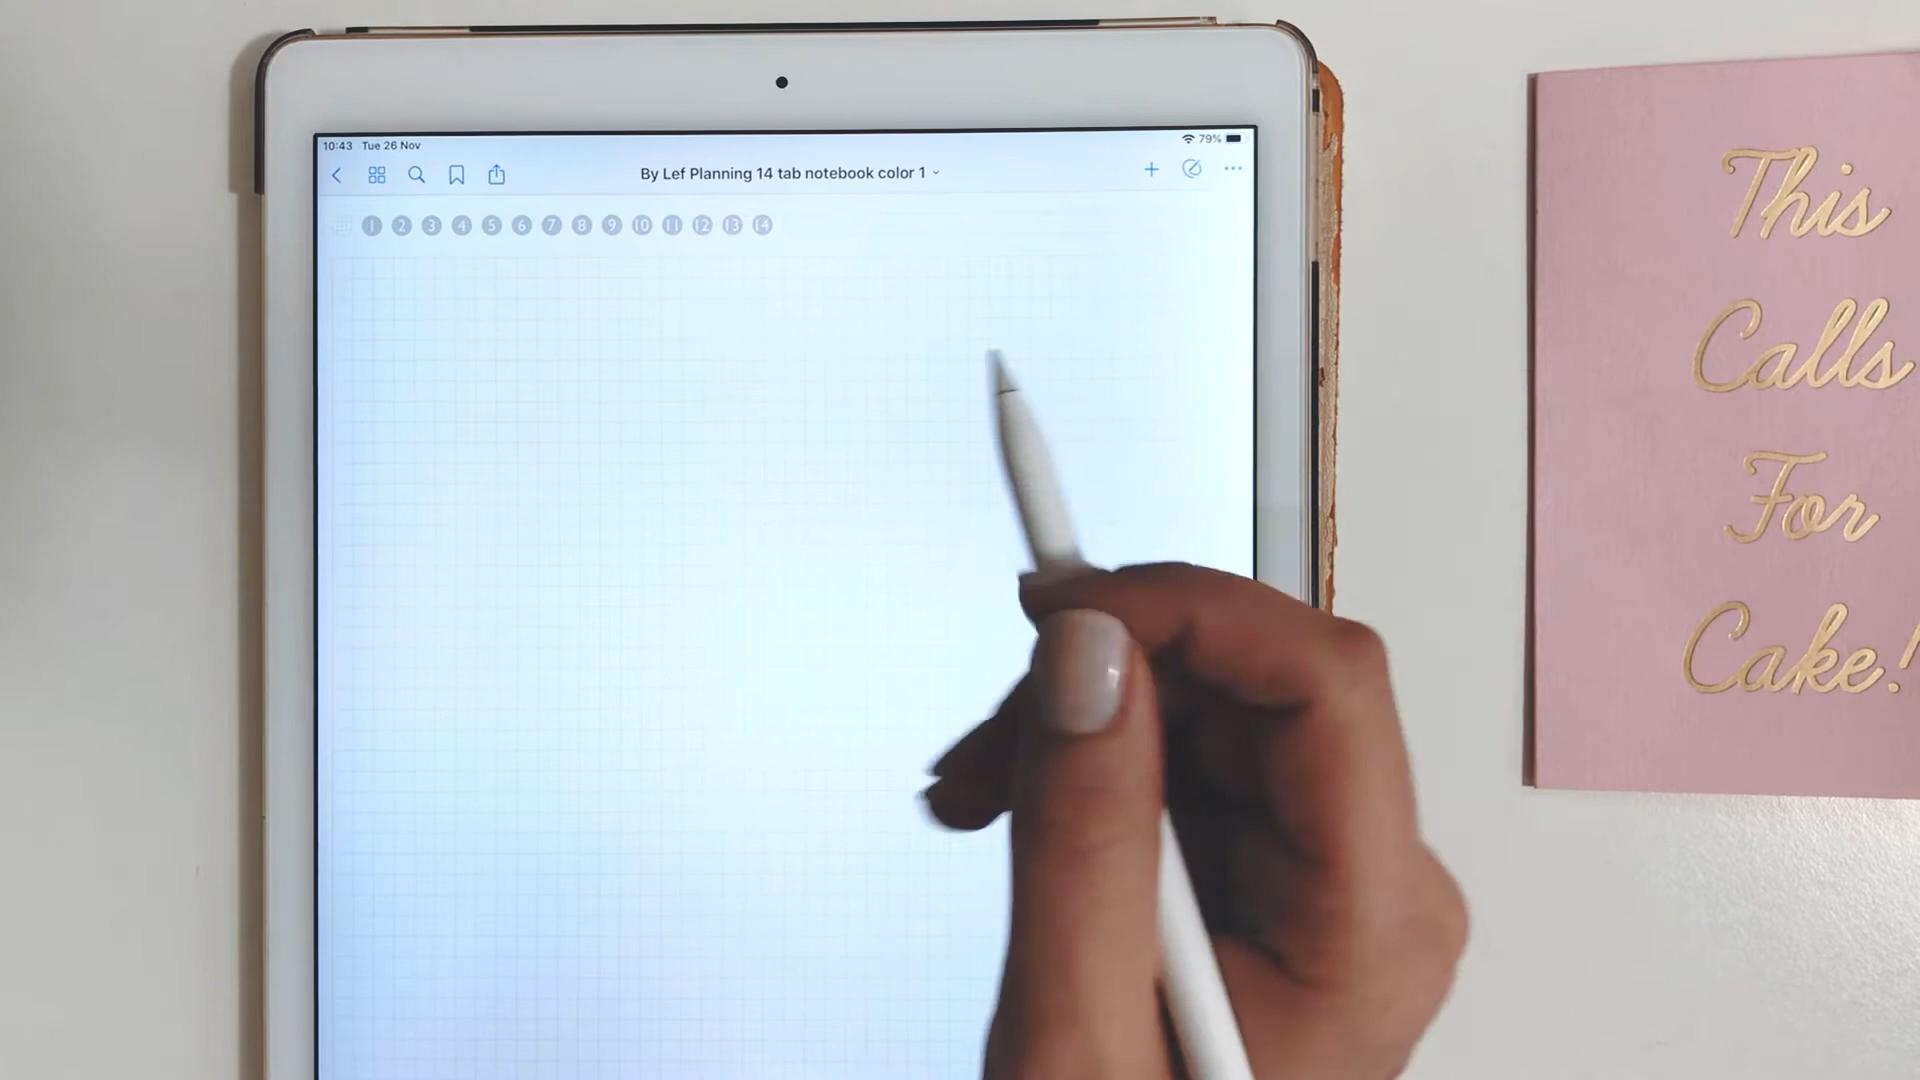 10:43 Tue 26 Nov 79%
By Lef Planning 14 tab notebook color 1
1 2 3 4 5 6 7 8 9 10 11 12 13 14
This
Calls
For
Cake!